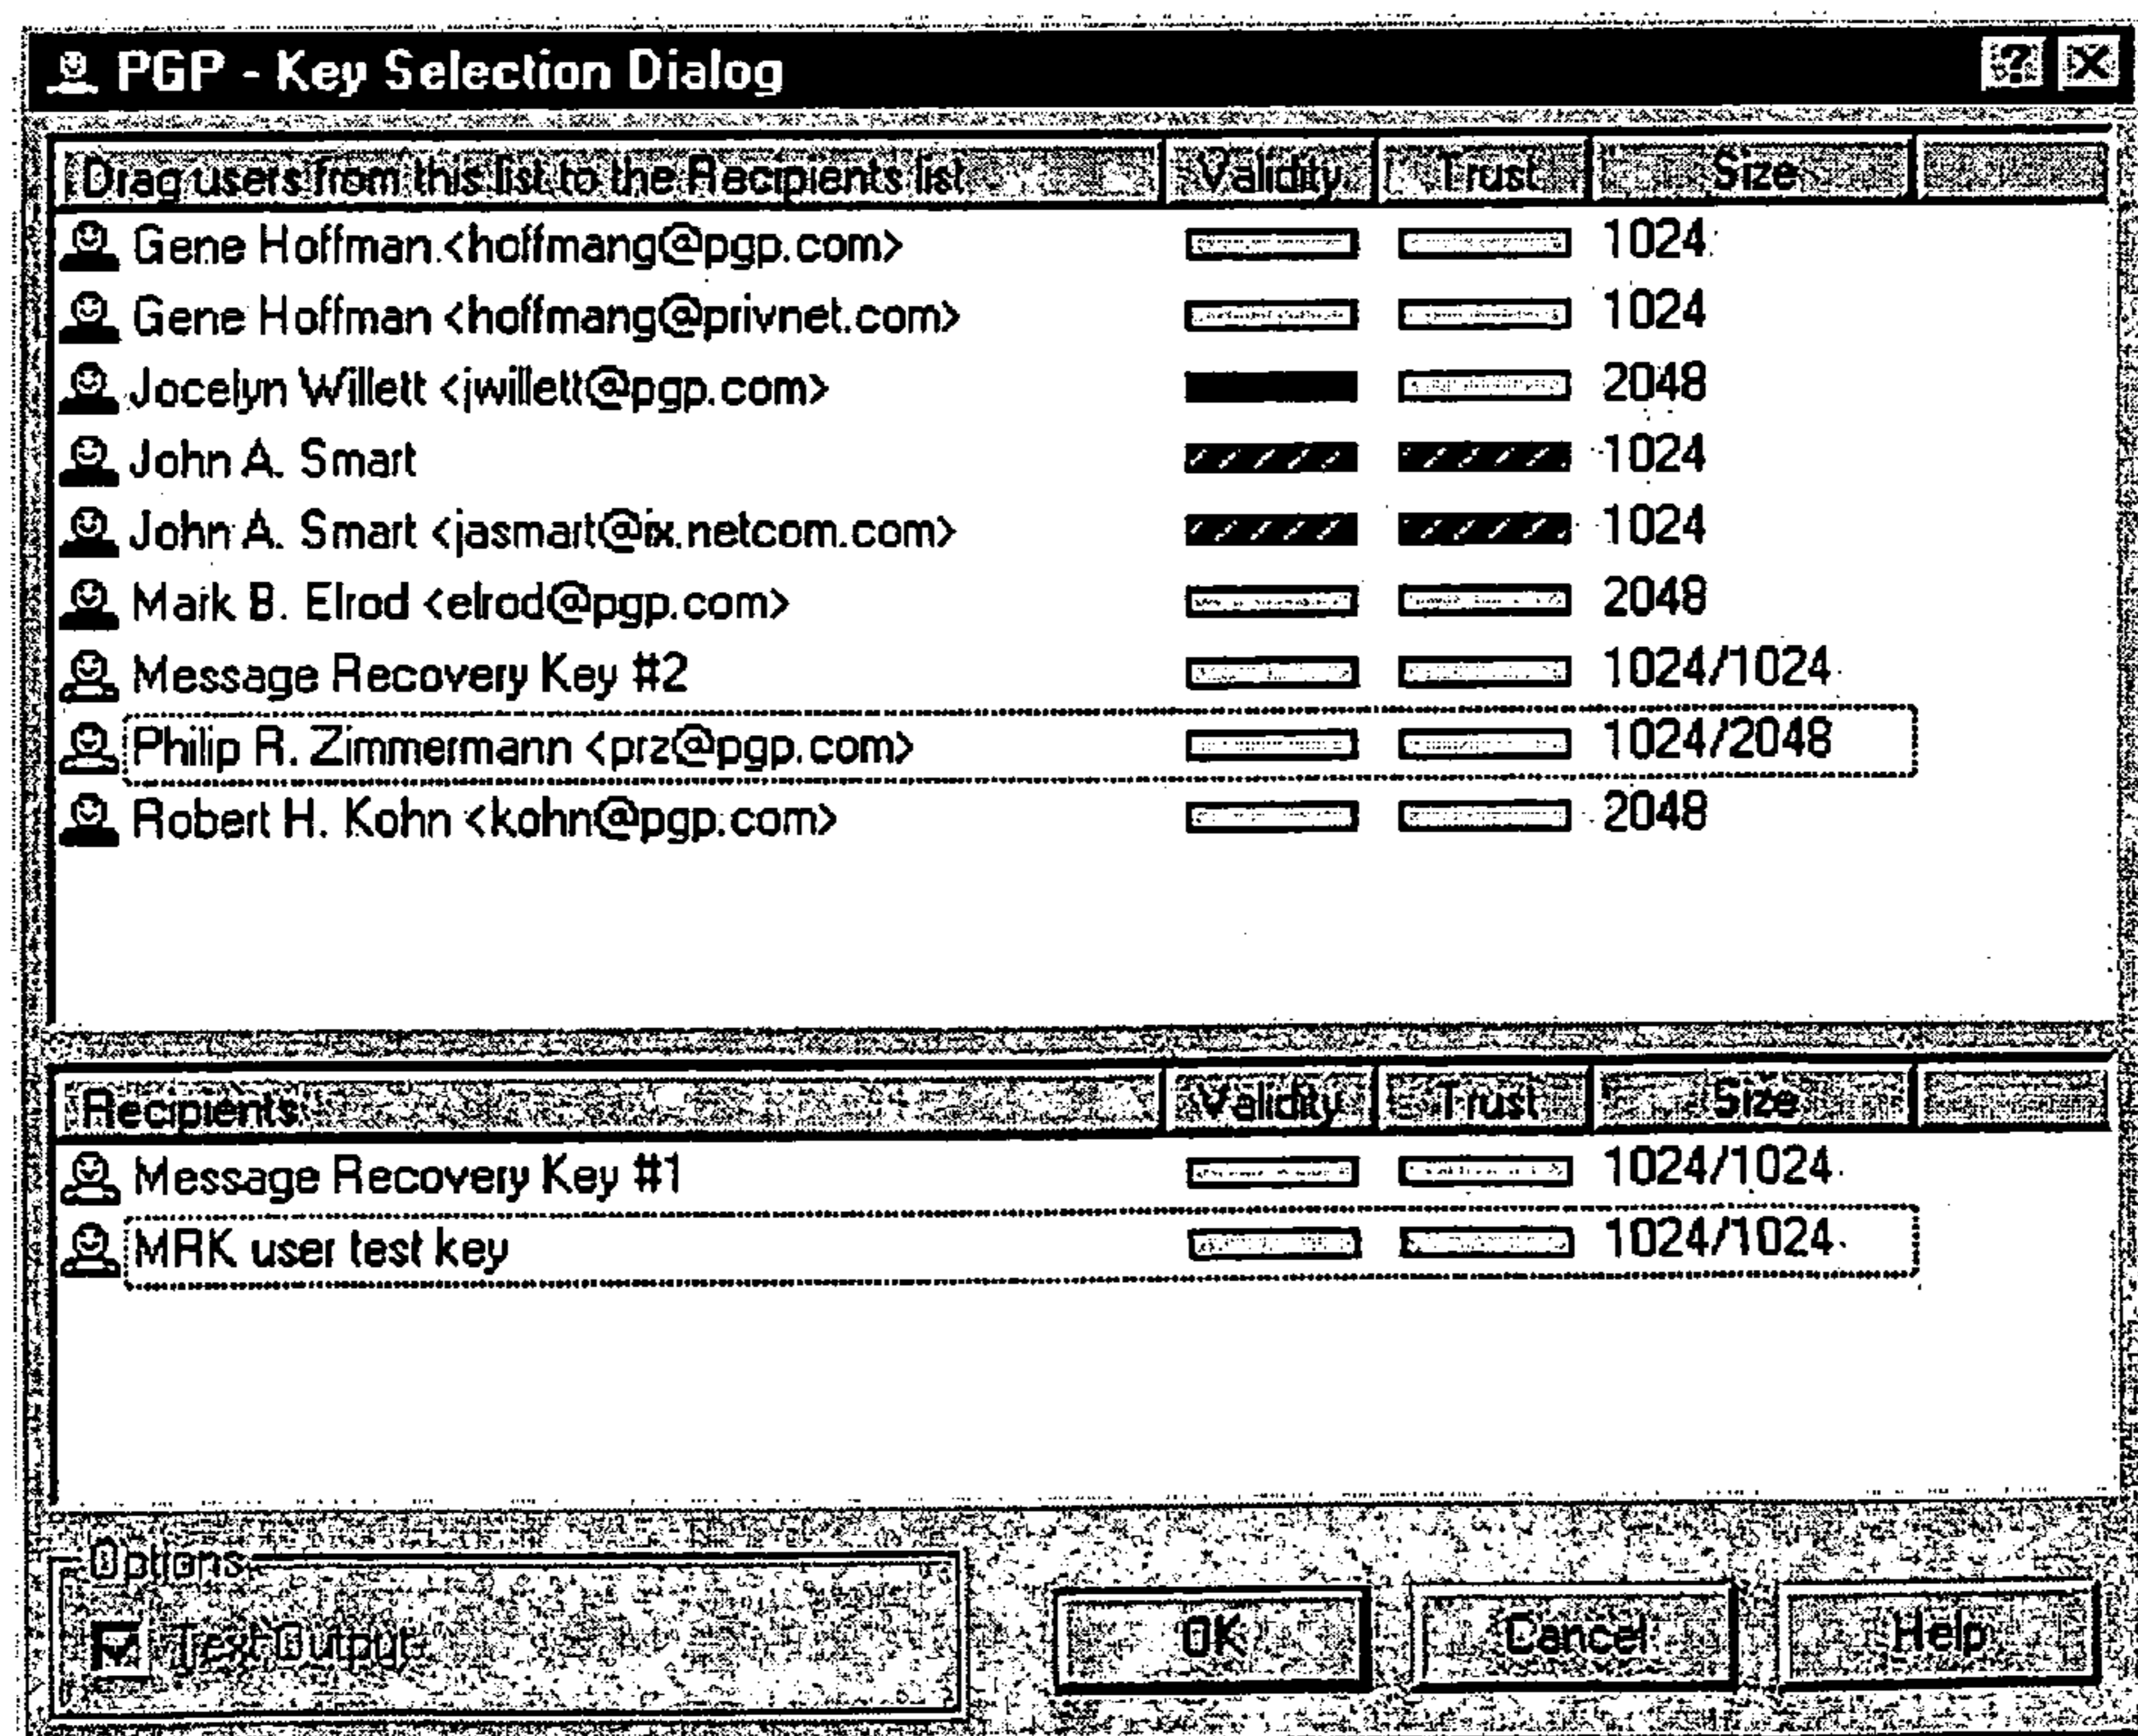 PGP - Key Selection Dialog
Drag users from this list to the Recipients list Validity Trust Size
Gene Hoffman <hoffmang@pgp.com> 1024
Gene Hoffman <hoffmang@privnet.com> 1024
Jocelyn Willett <jwillett@pgp.com> 2048
John A. Smart 1024
John A. Smart <jasmart@ix.netcom.com> 1024
Mark B. Elrod <elrod@pgp.com> 2048
Message Recovery Key #2 1024/1024
Philip R. Zimmermann <prz@pgp.com> 1024/2048
Robert H. Kohn <kohn@pgp.com> 2048
Recipients Validity Trust Size
Message Recovery Key #1 1024/1024
MRK user test key 1024/1024
Options
Text Output
OK Cancel Help